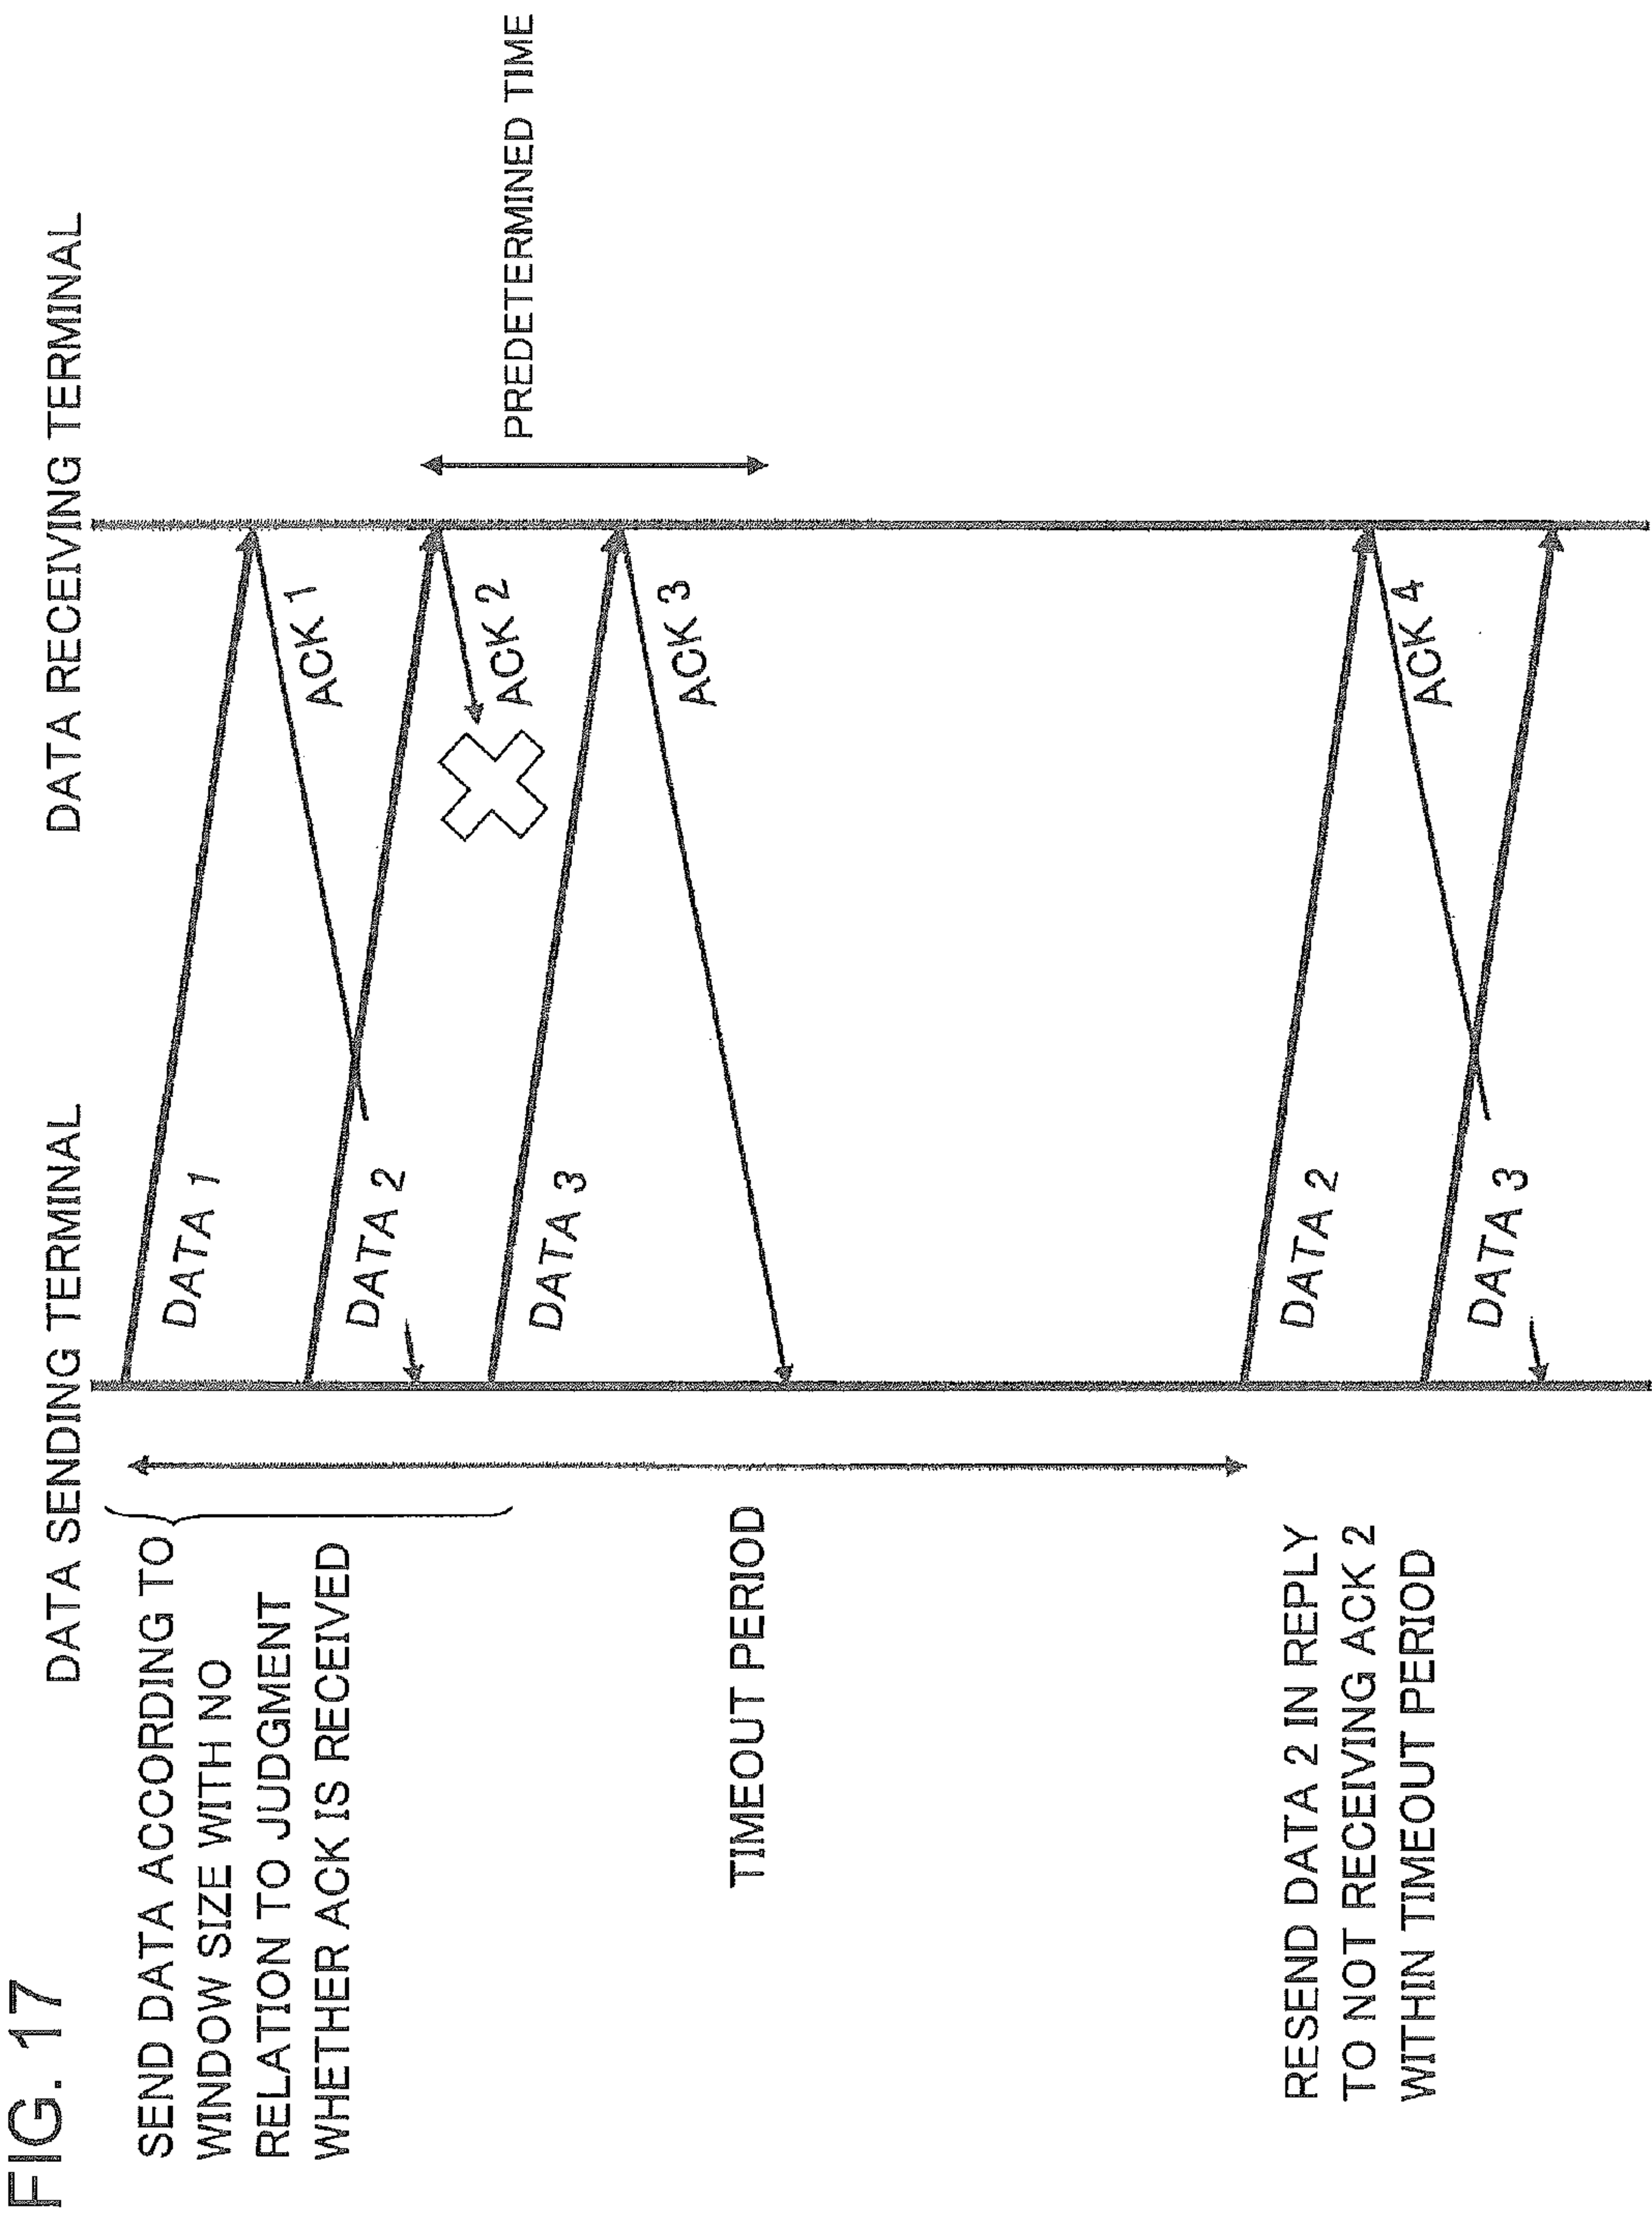 FIG. 17
DATA SENDING TERMINAL
DATA RECEIVING TERMINAL
SEND DATA ACCORDING TO
WINDOW SIZE WITH NO
RELATION TO JUDGMENT
WHETHER ACK IS RECEIVED
DATA 1
ACK 1
DATA 2
ACK 2
PREDETERMINED TIME
DATA 3
ACK 3
TIMEOUT PERIOD
RESEND DATA 2 IN REPLY
TO NOT RECEIVING ACK 2
WITHIN TIMEOUT PERIOD
DATA 2
ACK 4
DATA 3